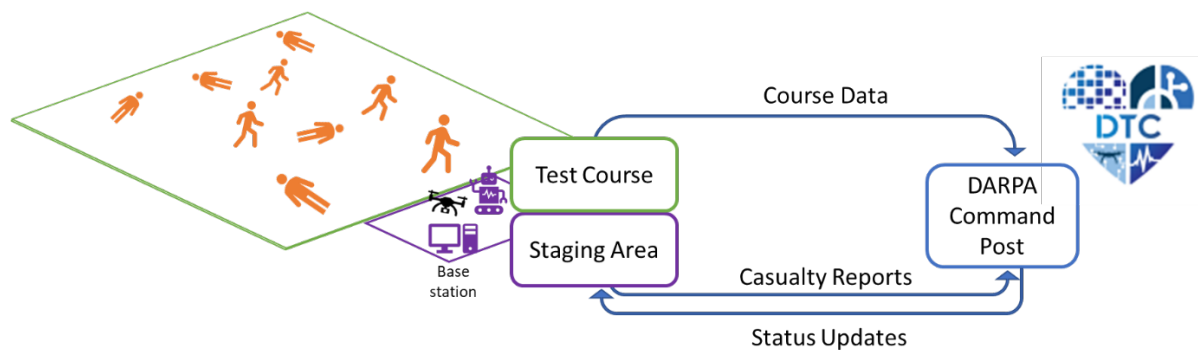 Course Data
DTC
Test Course
DARPA
Command
Post
Staging Area
Base
station
Casualty Reports
Status Updates